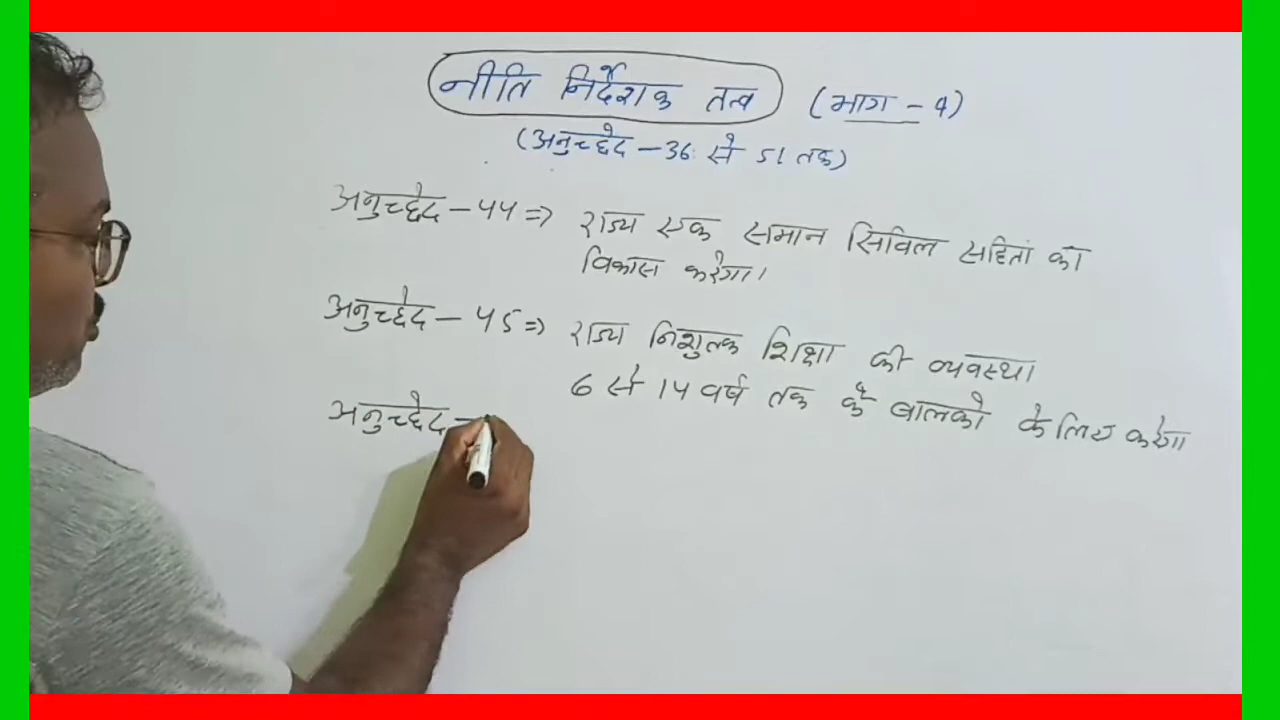 नीति निर्देशक तत्व (भाग - 4)
(अनुच्छेद - 36 से 51 तक)
अनुच्छेद - 44 => राज्य एक समान सिविल सहिता का
विकास करेगा।
अनुच्छेद - 45 => राज्य निशुल्क शिक्षा की व्यवस्था
6 से 14 वर्ष तक के बालको के लिए करेगा
अनुच्छेद -